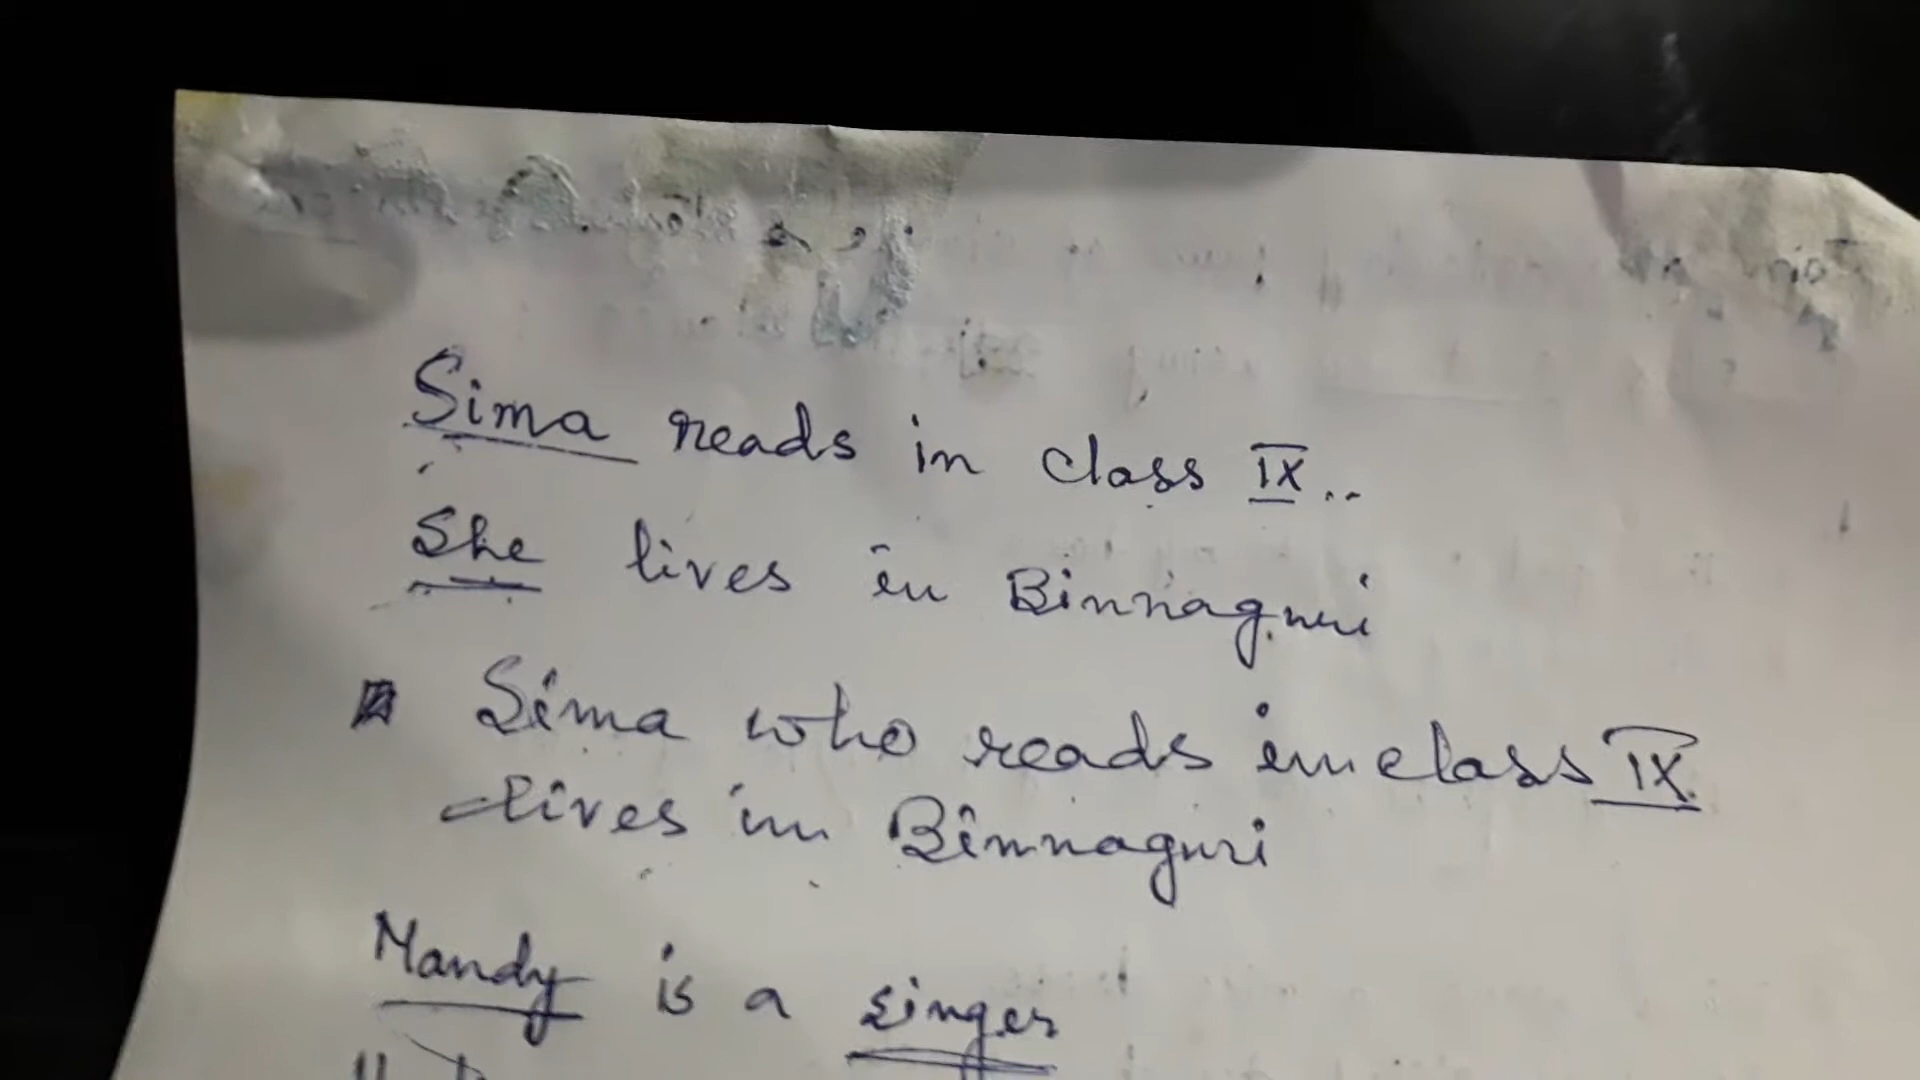 Sima reads in class IX..
She lives in Binnaguri
Sima who reads in class IX.
lives in Binnaguri
Mandy is a singer